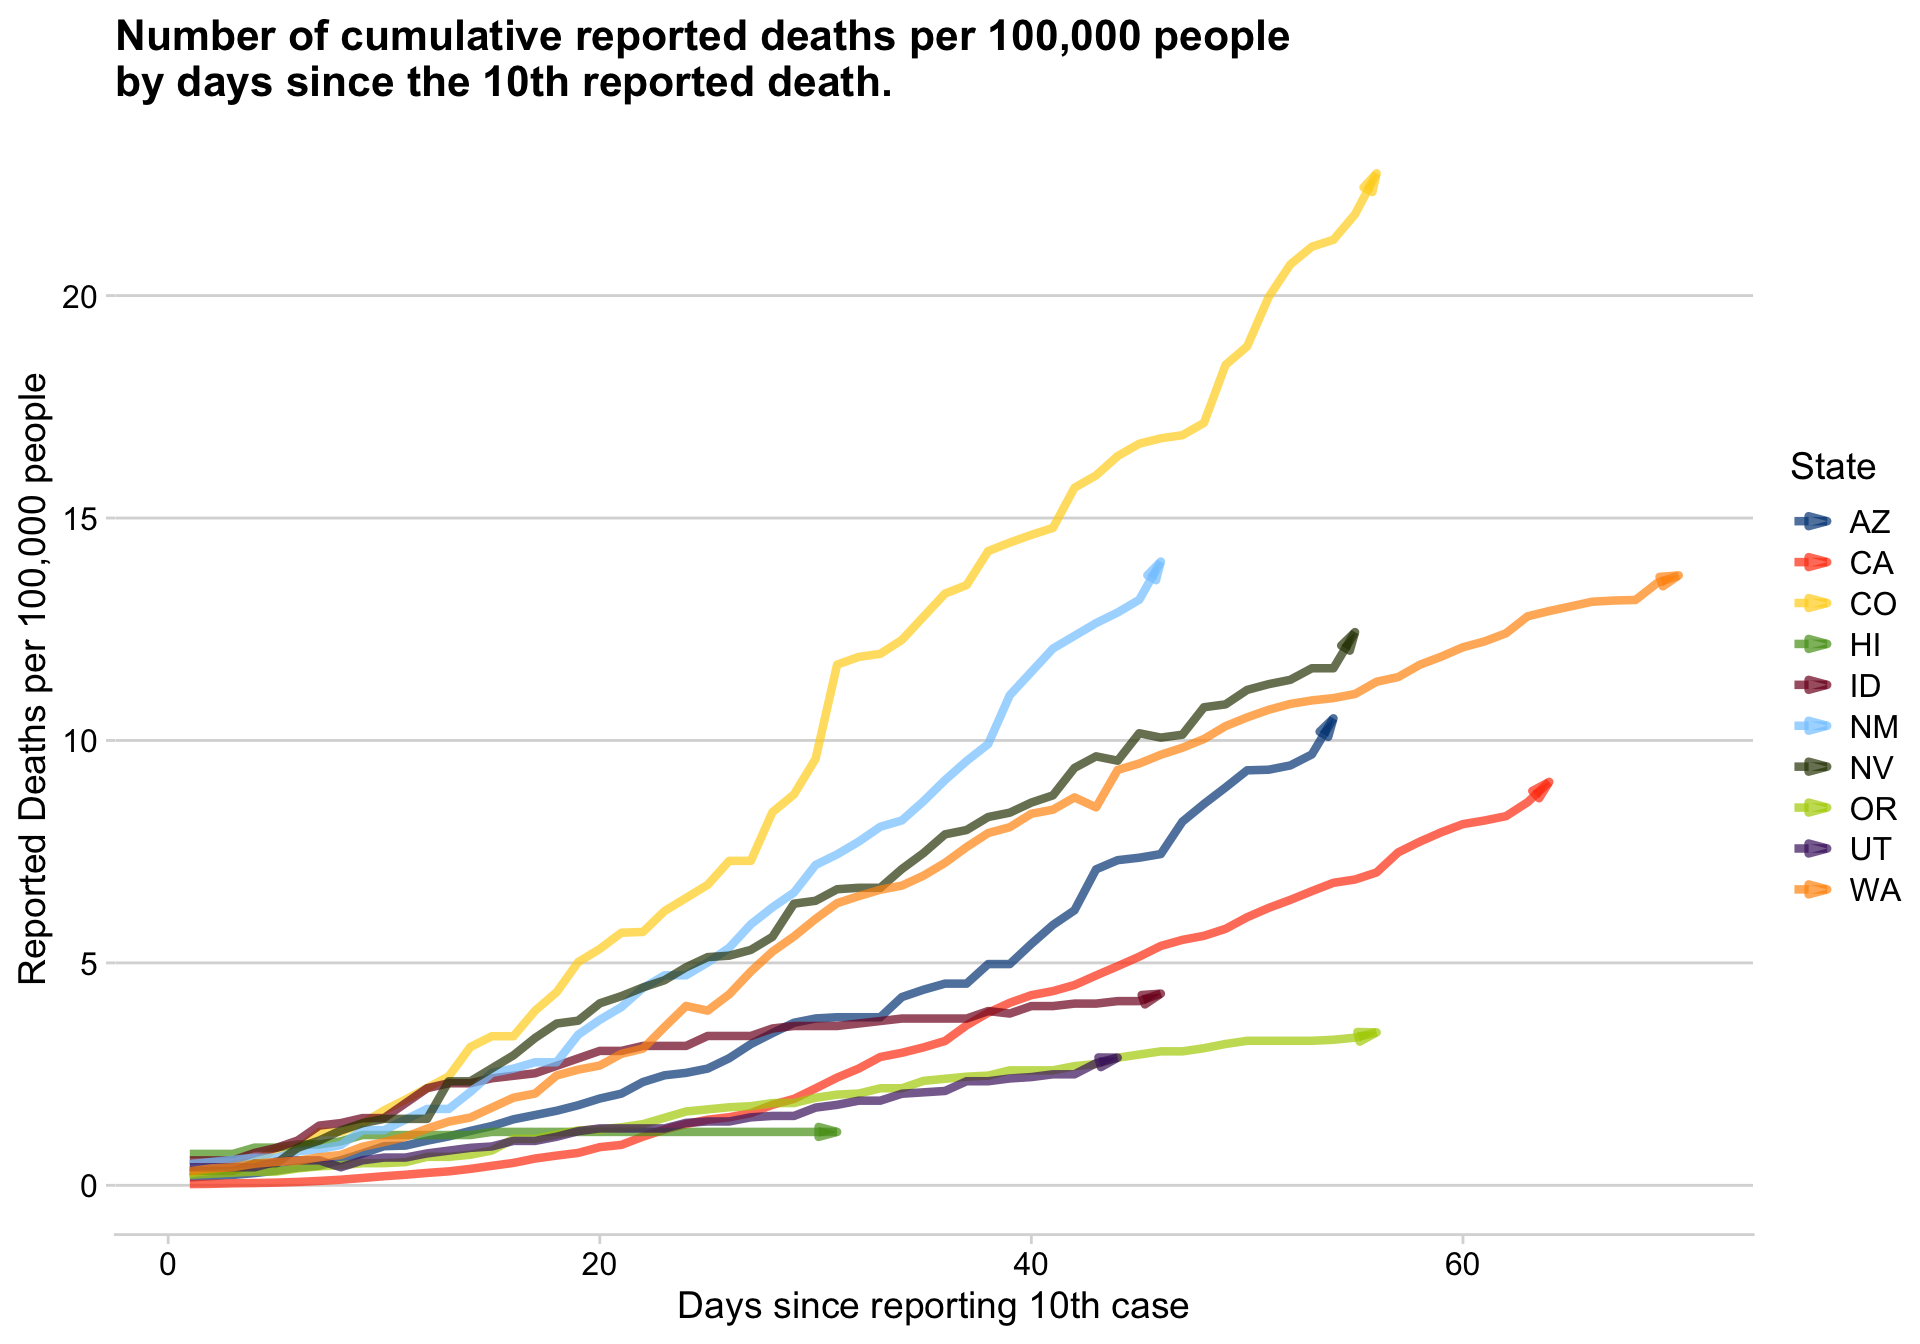 Number of cumulative reported deaths per 100,000 people
by days since the 10th reported death.
Reported Deaths per 100,000 people
20
15
10
5
0
0
20
40
60
Days since reporting 10th case
State
AZ
CA
CO
HI
ID
NM
NV
OR
UT
WA